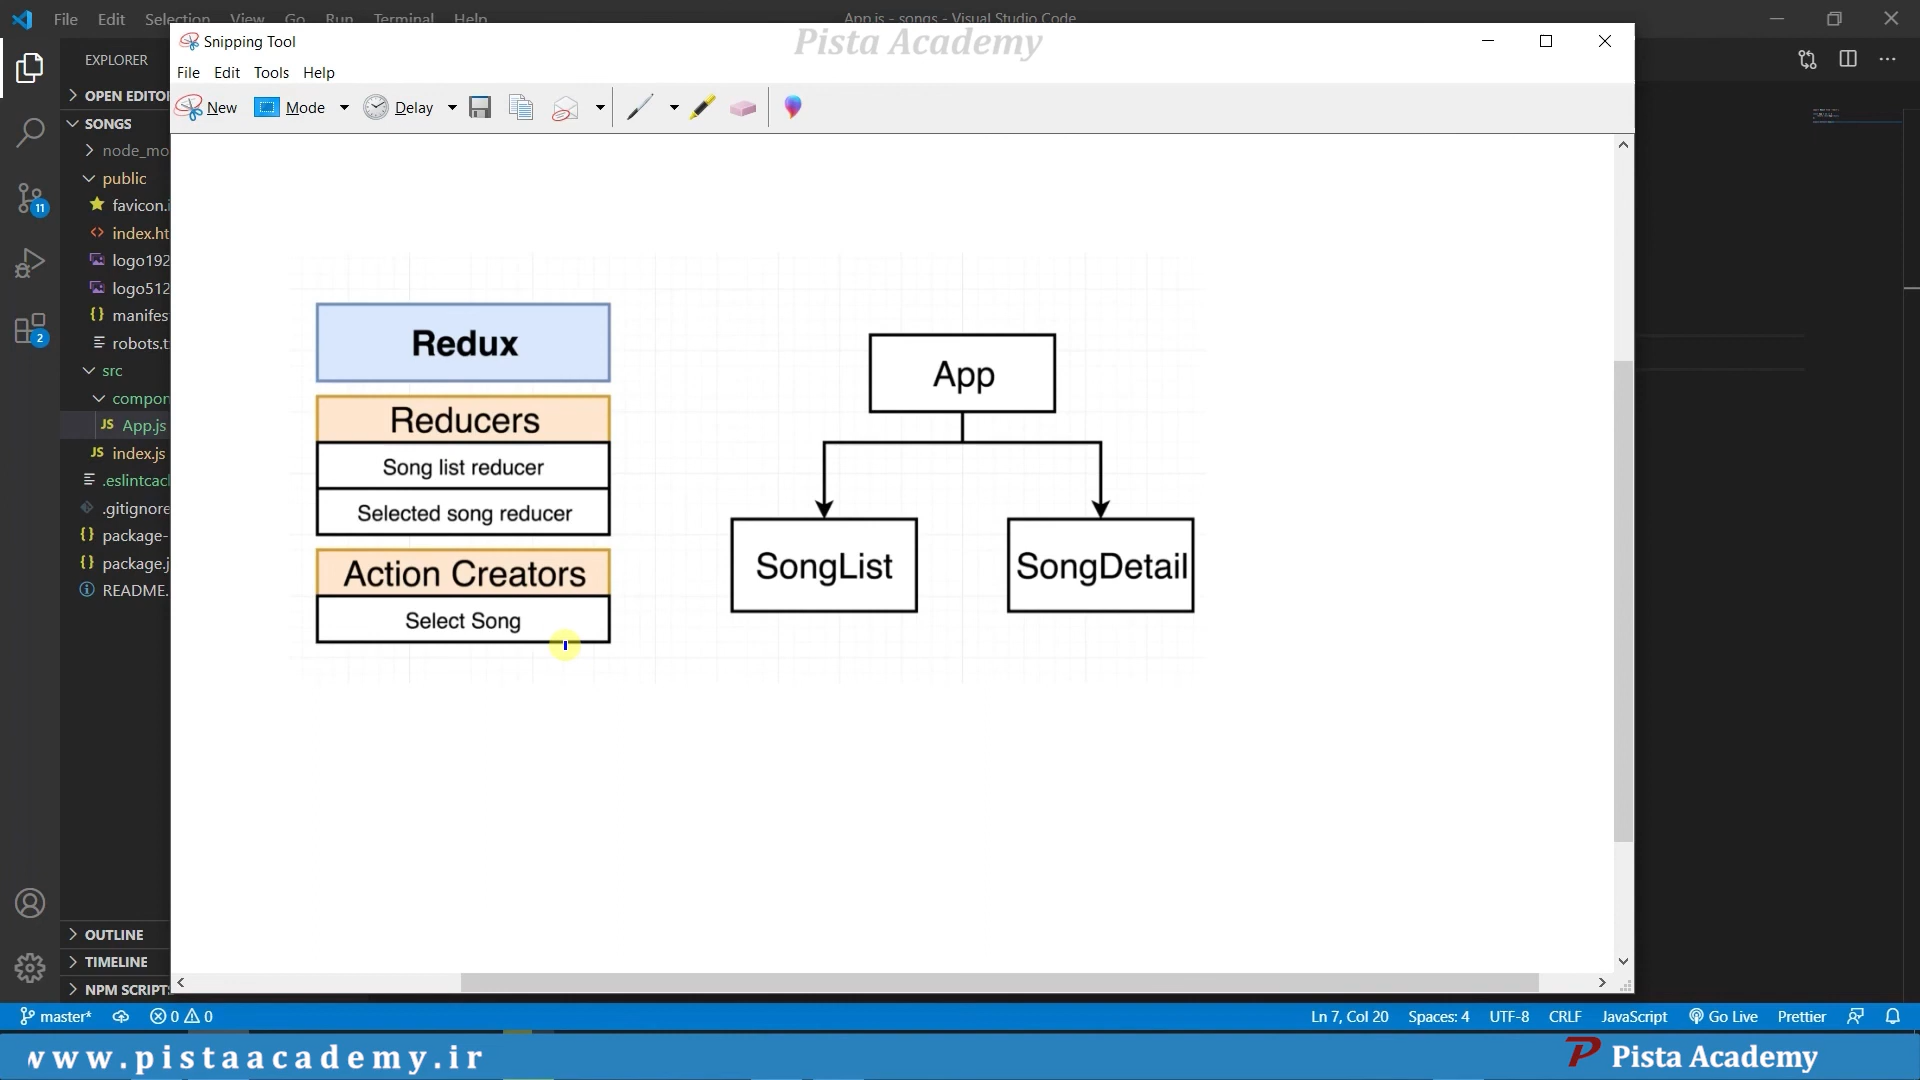 File Edit Selection View Go Run Terminal Help
App.js - songs - Visual Studio Code
Snipping Tool
Pista Academy
File Edit Tools Help
New Mode Delay
EXPLORER
OPEN EDITO
SONGS
node_mo
public
favicon.i
index.ht
logo192
logo512
manifes
robots.t
src
compon
App.js
index.js
.eslintcac
.gitignore
package-
package.j
README.
11
2
Redux
Reducers
Song list reducer
Selected song reducer
Action Creators
Select Song
App
SongList
SongDetail
OUTLINE
TIMELINE
NPM SCRIPTS
master* 0 0
Ln 7, Col 20 Spaces: 4 UTF-8 CRLF JavaScript Go Live Prettier
www.pistaacademy.ir
Pista Academy